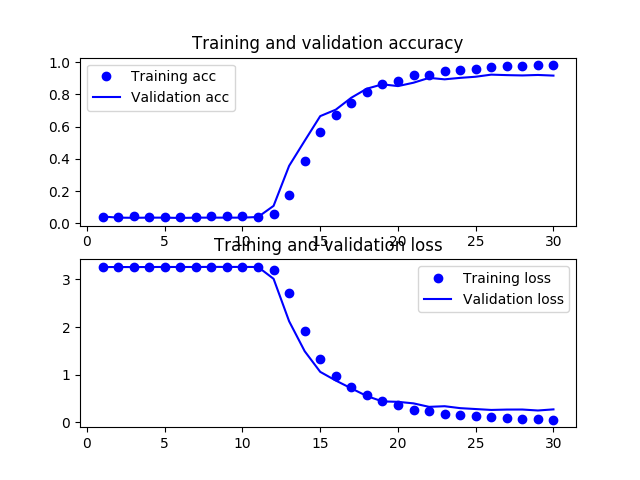 Training and validation accuracy
1.0
0.8
0.6
0.4
0.2
0.0
Training acc
Validation acc
0 5 10 15 20 25 30
Training and validation loss
3
2
1
0
Training loss
Validation loss
0 5 10 15 20 25 30